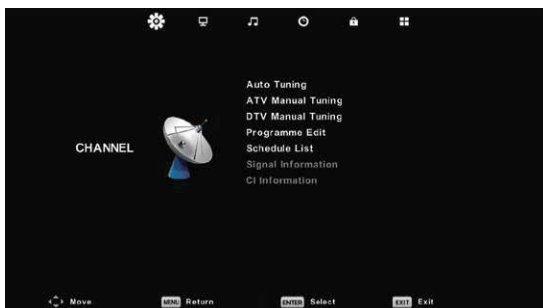 Auto Tuning
ATV Manual Tuning
DTV Manual Tuning
Programme Edit
CHANNEL
Schedule List
Signal Information
CI Information
Move
MENU Return
ENTER Select
EXIT Exit